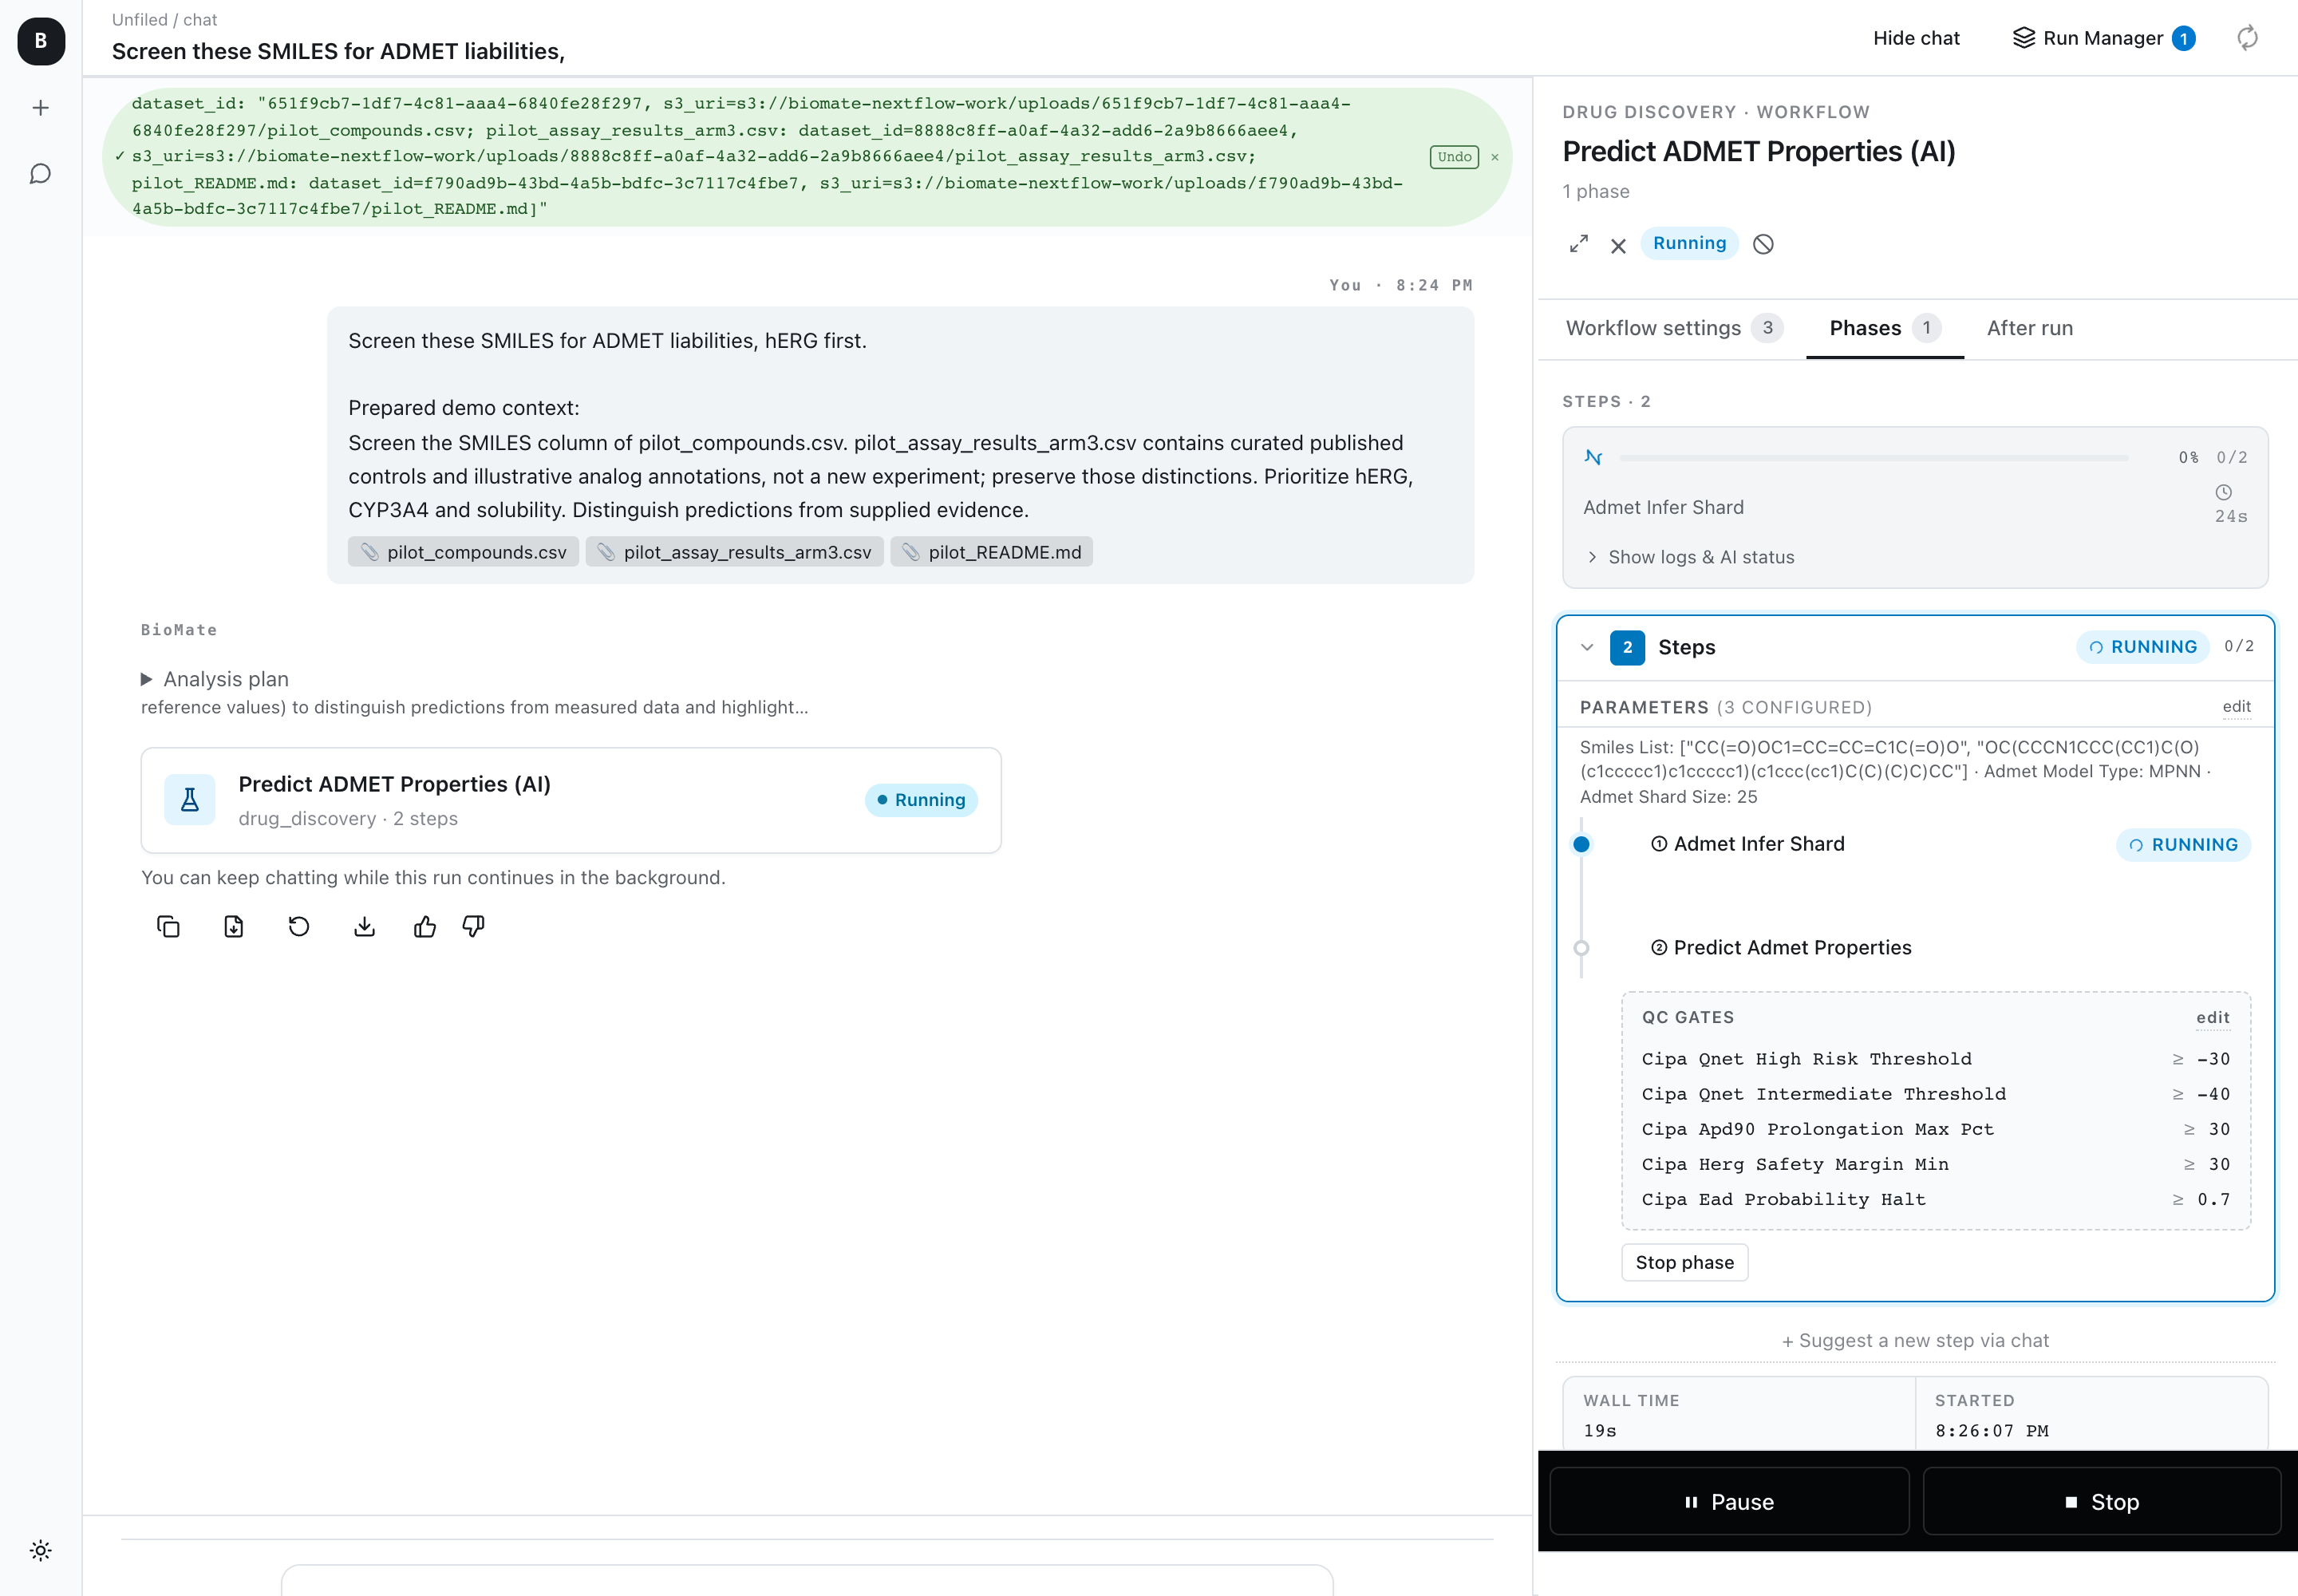 B
Unfiled / chat
Screen these SMILES for ADMET liabilities,
Hide chat
Run Manager 1
dataset_id: "651f9cb7-1df7-4c81-aaa4-6840fe28f297, s3_uri=s3://biomate-nextflow-work/uploads/651f9cb7-1df7-4c81-aaa4-
6840fe28f297/pilot_compounds.csv; pilot_assay_results_arm3.csv: dataset_id=8888c8ff-a0af-4a32-add6-2a9b8666aee4,
✓ s3_uri=s3://biomate-nextflow-work/uploads/8888c8ff-a0af-4a32-add6-2a9b8666aee4/pilot_assay_results_arm3.csv;
pilot_README.md: dataset_id=f790ad9b-43bd-4a5b-bdfc-3c7117c4fbe7, s3_uri=s3://biomate-nextflow-work/uploads/f790ad9b-43bd-
4a5b-bdfc-3c7117c4fbe7/pilot_README.md]"
Undo ×
You · 8:24 PM
Screen these SMILES for ADMET liabilities, hERG first.
Prepared demo context:
Screen the SMILES column of pilot_compounds.csv. pilot_assay_results_arm3.csv contains curated published
controls and illustrative analog annotations, not a new experiment; preserve those distinctions. Prioritize hERG,
CYP3A4 and solubility. Distinguish predictions from supplied evidence.
pilot_compounds.csv pilot_assay_results_arm3.csv pilot_README.md
BioMate
Analysis plan
reference values) to distinguish predictions from measured data and highlight...
Predict ADMET Properties (AI)
drug_discovery · 2 steps
Running
You can keep chatting while this run continues in the background.
DRUG DISCOVERY · WORKFLOW
Predict ADMET Properties (AI)
1 phase
Running
Workflow settings 3
Phases 1
After run
STEPS · 2
0% 0/2
Admet Infer Shard
24s
Show logs & AI status
2 Steps
RUNNING 0/2
PARAMETERS (3 CONFIGURED)
edit
Smiles List: ["CC(=O)OC1=CC=CC=C1C(=O)O", "OC(CCCN1CCC(CC1)C(O)
(c1ccccc1)c1ccccc1)(c1ccc(cc1)C(C)(C)C)CC"] · Admet Model Type: MPNN ·
Admet Shard Size: 25
① Admet Infer Shard
RUNNING
② Predict Admet Properties
QC GATES
edit
Cipa Qnet High Risk Threshold ≥ -30
Cipa Qnet Intermediate Threshold ≥ -40
Cipa Apd90 Prolongation Max Pct ≥ 30
Cipa Herg Safety Margin Min ≥ 30
Cipa Ead Probability Halt ≥ 0.7
Stop phase
+ Suggest a new step via chat
WALL TIME
19s
STARTED
8:26:07 PM
Pause
Stop